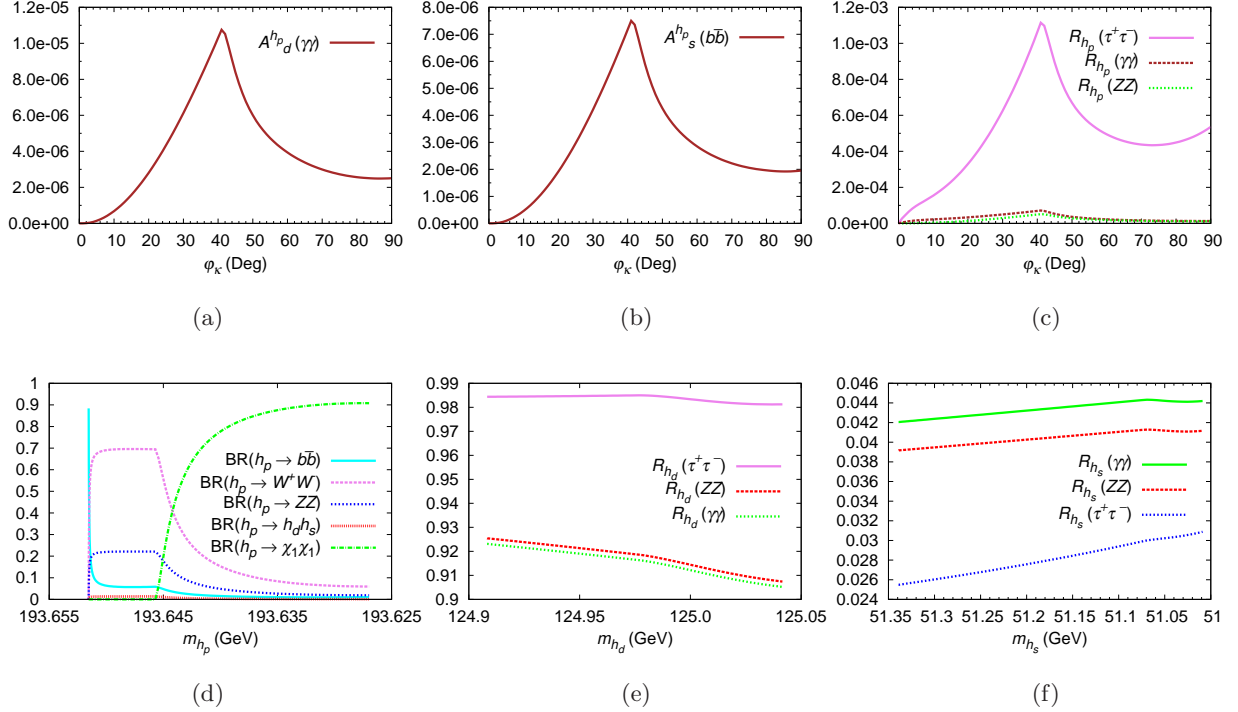 1.2e-05
1.0e-05
8.0e-06
6.0e-06
4.0e-06
2.0e-06
0.0e+00
0 10 20 30 40 50 60 70 80 90
φκ (Deg)
A^{h_p}_d (γγ)
(a)
8.0e-06
7.0e-06
6.0e-06
5.0e-06
4.0e-06
3.0e-06
2.0e-06
1.0e-06
0.0e+00
0 10 20 30 40 50 60 70 80 90
φκ (Deg)
A^{h_p}_s (bb̄)
(b)
1.2e-03
1.0e-03
8.0e-04
6.0e-04
4.0e-04
2.0e-04
0.0e+00
0 10 20 30 40 50 60 70 80 90
φκ (Deg)
R_{h_p} (τ⁺τ⁻)
R_{h_p} (γγ)
R_{h_p} (ZZ)
(c)
1
0.9
0.8
0.7
0.6
0.5
0.4
0.3
0.2
0.1
0
193.655 193.645 193.635 193.625
m_{h_p} (GeV)
BR(h_p → bb̄)
BR(h_p → W⁺W⁻)
BR(h_p → ZZ)
BR(h_p → h_d h_s)
BR(h_p → χ₁χ₁)
(d)
0.99
0.98
0.97
0.96
0.95
0.94
0.93
0.92
0.91
0.9
124.9 124.95 125.0 125.05
m_{h_d} (GeV)
R_{h_d} (τ⁺τ⁻)
R_{h_d} (ZZ)
R_{h_d} (γγ)
(e)
0.046
0.044
0.042
0.04
0.038
0.036
0.034
0.032
0.03
0.028
0.026
0.024
51.35 51.3 51.25 51.2 51.15 51.1 51.05 51
m_{h_s} (GeV)
R_{h_s} (γγ)
R_{h_s} (ZZ)
R_{h_s} (τ⁺τ⁻)
(f)